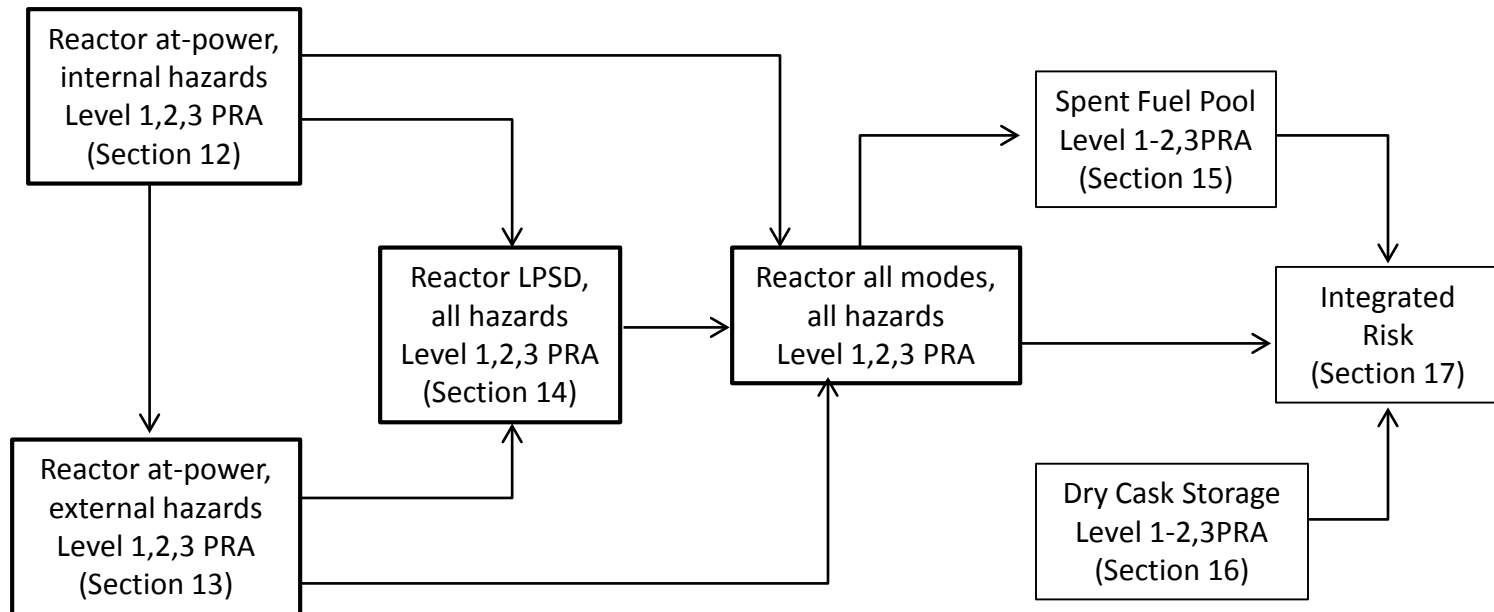 Reactor at-power,
internal hazards
Level 1,2,3 PRA
(Section 12)
Spent Fuel Pool
Level 1-2,3PRA
(Section 15)
Reactor LPSD,
all hazards
Level 1,2,3 PRA
(Section 14)
Reactor all modes,
all hazards
Level 1,2,3 PRA
Integrated
Risk
(Section 17)
Reactor at-power,
external hazards
Level 1,2,3 PRA
(Section 13)
Dry Cask Storage
Level 1-2,3PRA
(Section 16)